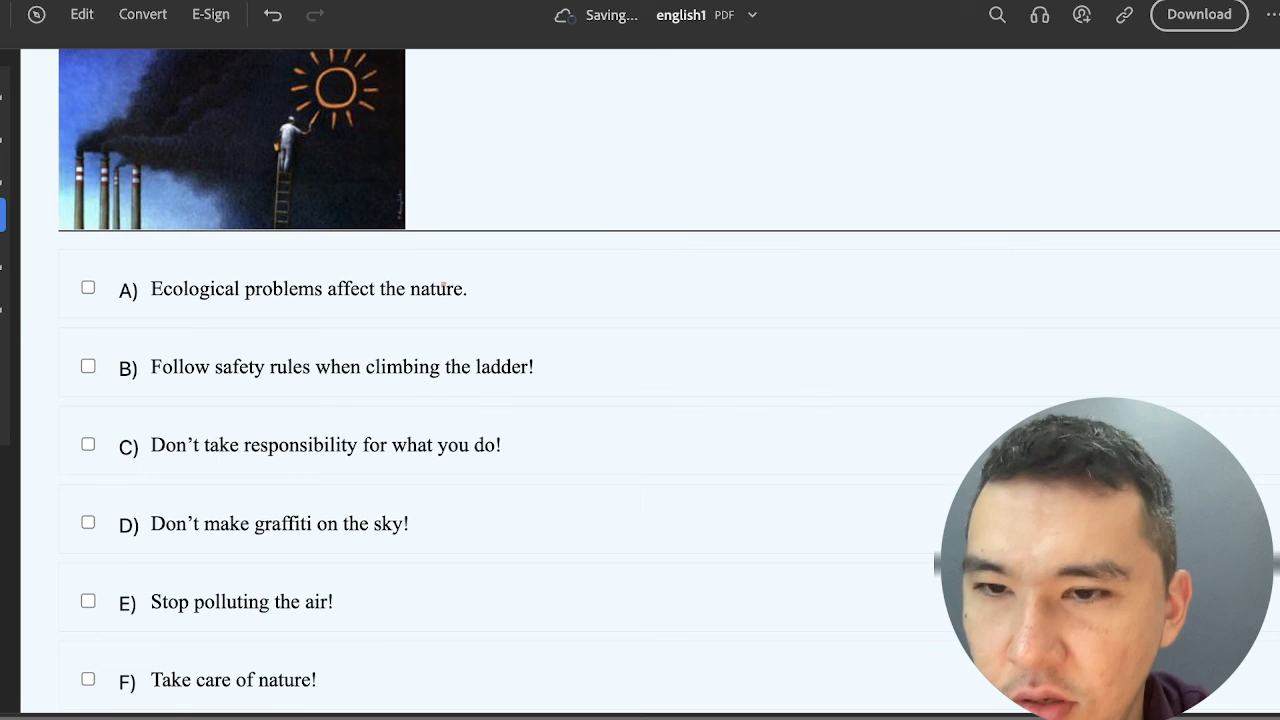 Edit Convert E-Sign Saving... english1 PDF Download
A) Ecological problems affect the nature.
B) Follow safety rules when climbing the ladder!
C) Don’t take responsibility for what you do!
D) Don’t make graffiti on the sky!
E) Stop polluting the air!
F) Take care of nature!